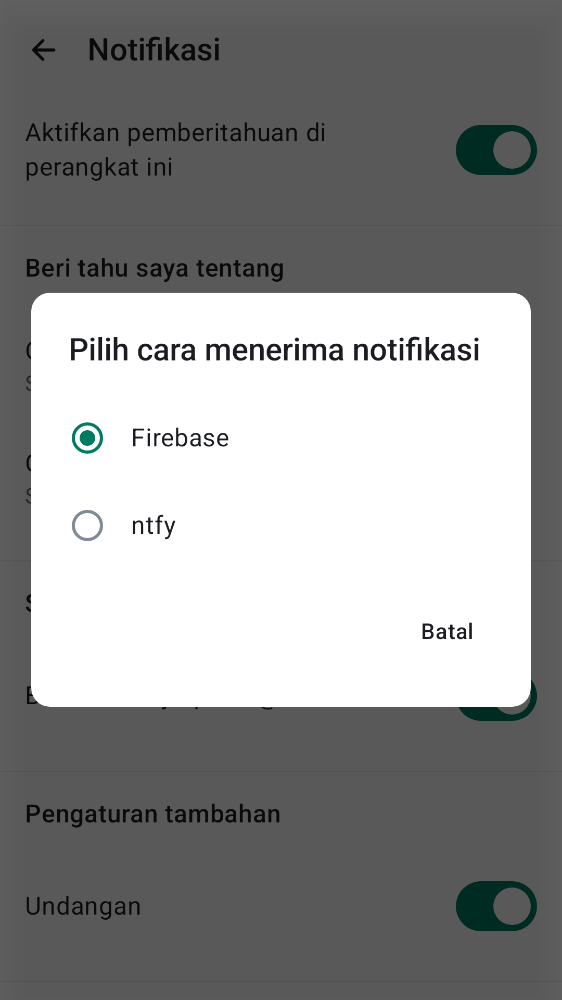 Notifikasi
Aktifkan pemberitahuan di
perangkat ini
Beri tahu saya tentang
Pilih cara menerima notifikasi
Firebase
ntfy
Batal
Pengaturan tambahan
Undangan